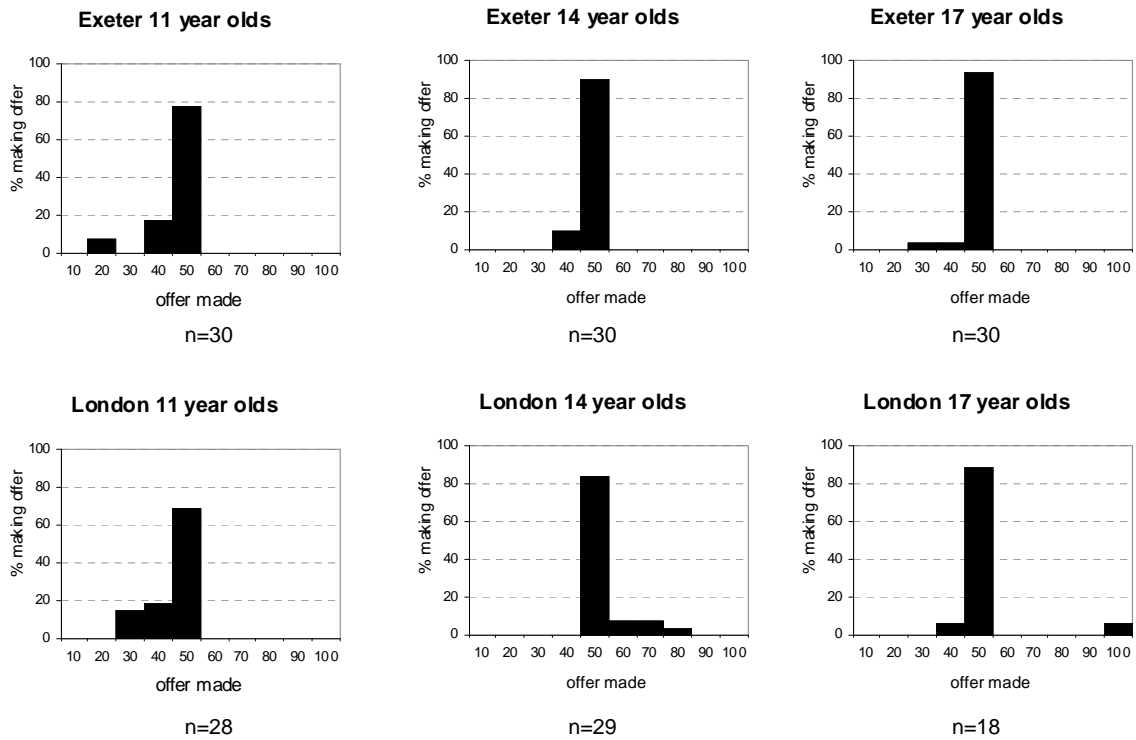 Exeter 11 year olds
Exeter 14 year olds
Exeter 17 year olds
100
80
60
40
20
0
% making offer
10 20 30 40 50 60 70 80 90 100
offer made
n=30
100
80
60
40
20
0
% making offer
10 20 30 40 50 60 70 80 90 100
offer made
n=30
100
80
60
40
20
0
% making offer
10 20 30 40 50 60 70 80 90 100
offer made
n=30
London 11 year olds
London 14 year olds
London 17 year olds
100
80
60
40
20
0
% making offer
10 20 30 40 50 60 70 80 90 100
offer made
n=28
100
80
60
40
20
0
% making offer
10 20 30 40 50 60 70 80 90 100
offer made
n=29
100
80
60
40
20
0
% making offer
10 20 30 40 50 60 70 80 90 100
offer made
n=18